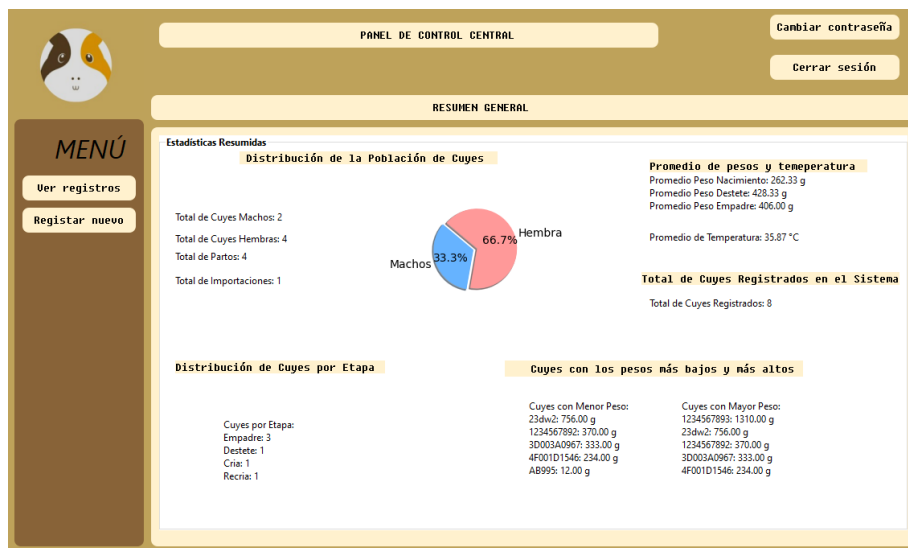 PANEL DE CONTROL CENTRAL
Cambiar contraseña
Cerrar sesión
RESUMEN GENERAL
MENÚ
Ver registros
Registar nuevo
Estadísticas Resumidas
Distribución de la Población de Cuyes
Total de Cuyes Machos: 2
Total de Cuyes Hembras: 4
Total de Partos: 4
Total de Importaciones: 1
Machos
33.3%
66.7%
Hembra
Promedio de pesos y temeperatura
Promedio Peso Nacimiento: 262.33 g
Promedio Peso Destete: 428.33 g
Promedio Peso Empadre: 406.00 g
Promedio de Temperatura: 35.87 °C
Total de Cuyes Registrados en el Sistema
Total de Cuyes Registrados: 8
Distribución de Cuyes por Etapa
Cuyes por Etapa:
Empadre: 3
Destete: 1
Cria: 1
Recria: 1
Cuyes con los pesos más bajos y más altos
Cuyes con Menor Peso:
23dw2: 756.00 g
1234567892: 370.00 g
3D003A0967: 333.00 g
4F001D1546: 234.00 g
AB995: 12.00 g
Cuyes con Mayor Peso:
1234567893: 1310.00 g
23dw2: 756.00 g
1234567892: 370.00 g
3D003A0967: 333.00 g
4F001D1546: 234.00 g